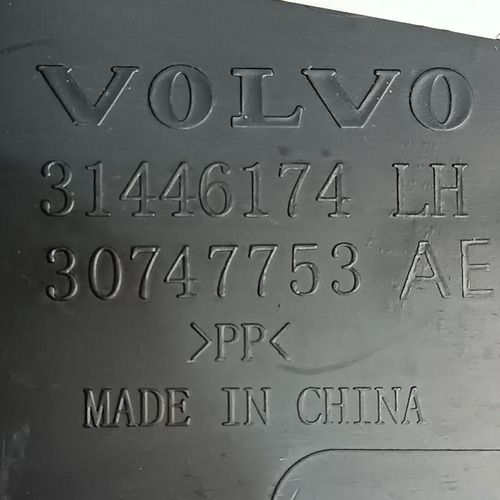 VOLVO
31446174 LH
30747753 AE
>PP<
MADE IN CHINA